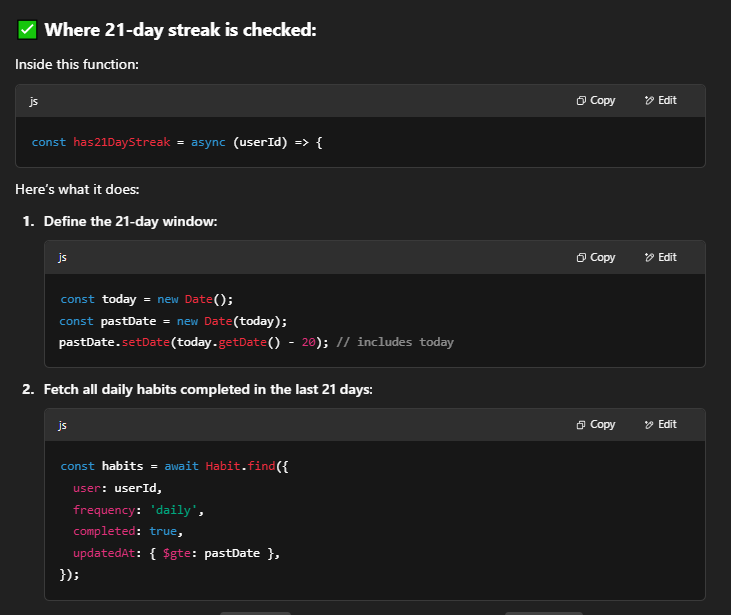 ✅ Where 21-day streak is checked:
Inside this function:
js Copy Edit
const has21DayStreak = async (userId) => {
Here's what it does:
1. Define the 21-day window:
js Copy Edit
const today = new Date();
const pastDate = new Date(today);
pastDate.setDate(today.getDate() - 20); // includes today
2. Fetch all daily habits completed in the last 21 days:
js Copy Edit
const habits = await Habit.find({
  user: userId,
  frequency: 'daily',
  completed: true,
  updatedAt: { $gte: pastDate },
});